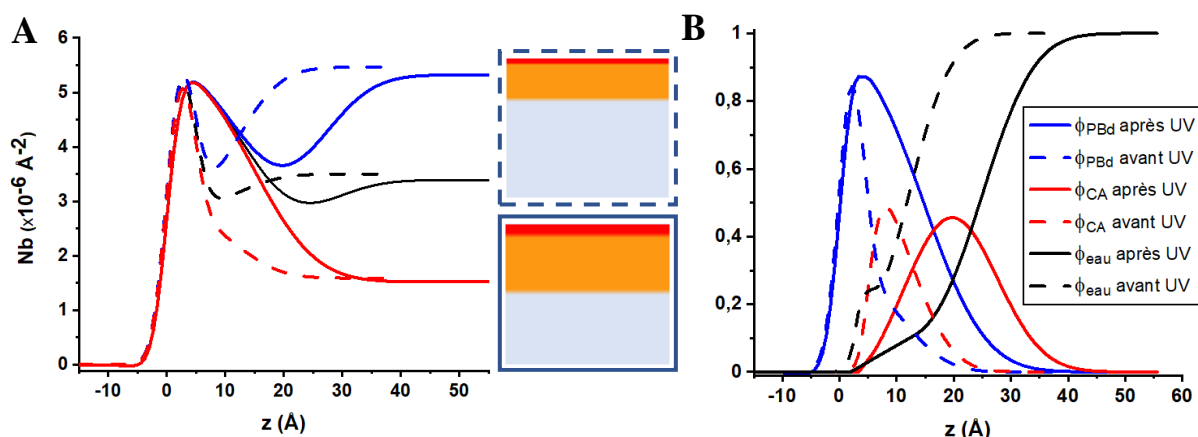 A
Nb (x10⁻⁶ Å⁻²)
6
5
4
3
2
1
0
-10 0 10 20 30 40 50
z (Å)
B
1
0,8
0,6
0,4
0,2
0
-10 0 10 20 30 40 50 60
z (Å)
ϕPBd après UV
ϕPBd avant UV
ϕCA après UV
ϕCA avant UV
ϕeau après UV
ϕeau avant UV